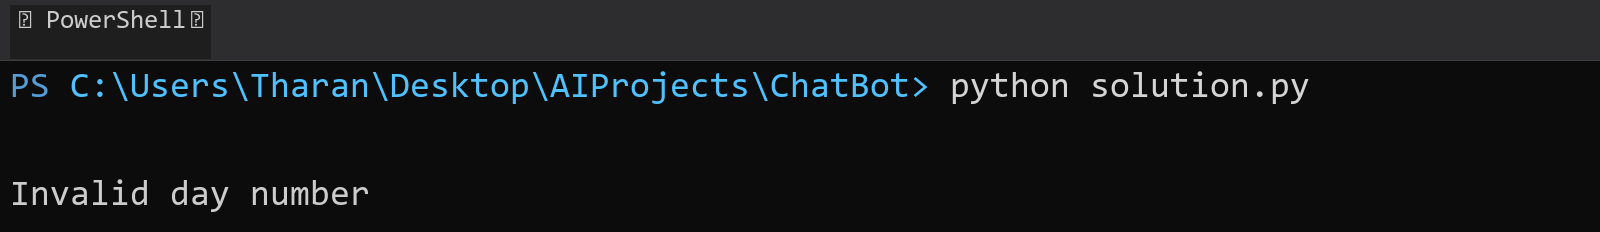 PowerShell
PS C:\Users\Tharan\Desktop\AIProjects\ChatBot> python solution.py
Invalid day number